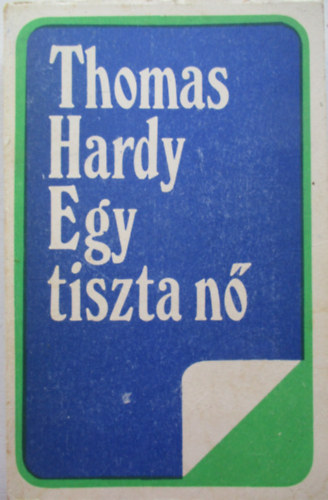 Thomas
Hardy
Egy
tiszta nő